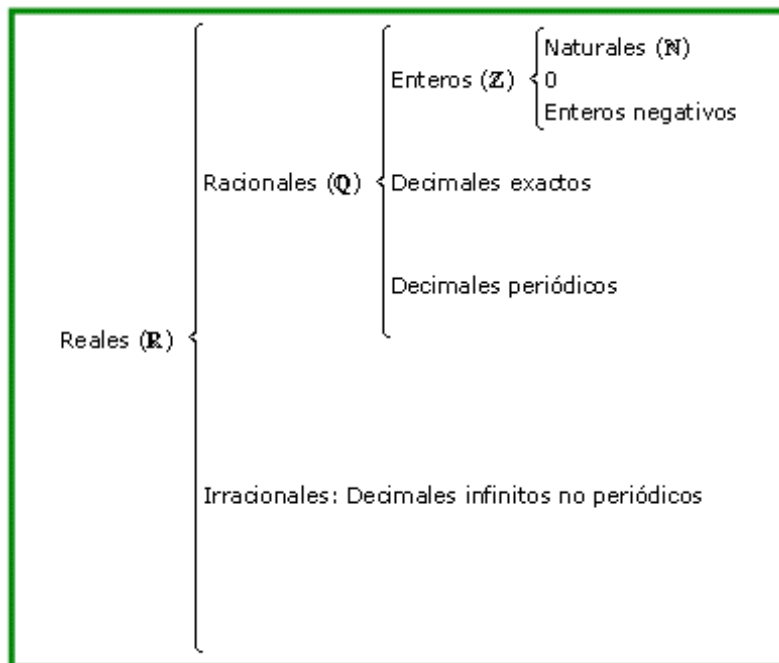 Naturales (ℕ)
Enteros (ℤ)
0
Enteros negativos
Racionales (ℚ)
Decimales exactos
Decimales periódicos
Reales (ℝ)
Irracionales: Decimales infinitos no periódicos